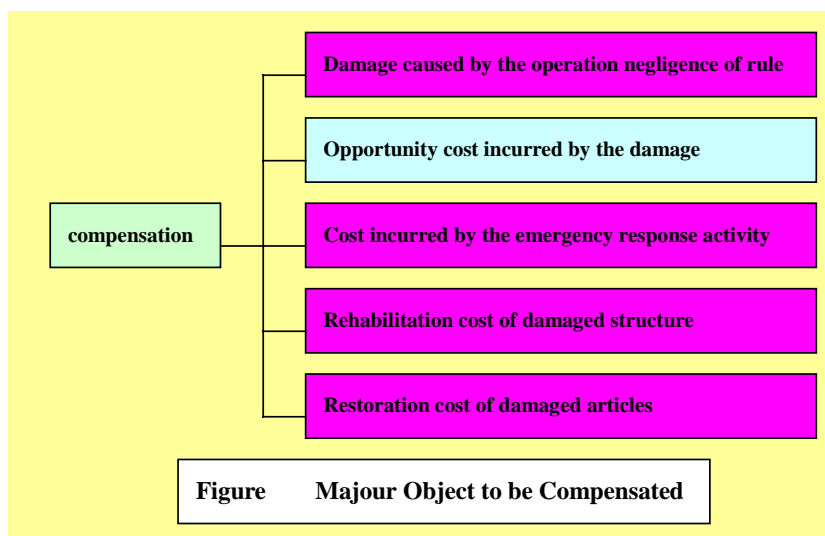 Damage caused by the operation negligence of rule
Opportunity cost incurred by the damage
compensation
Cost incurred by the emergency response activity
Rehabilitation cost of damaged structure
Restoration cost of damaged articles
Figure Majour Object to be Compensated